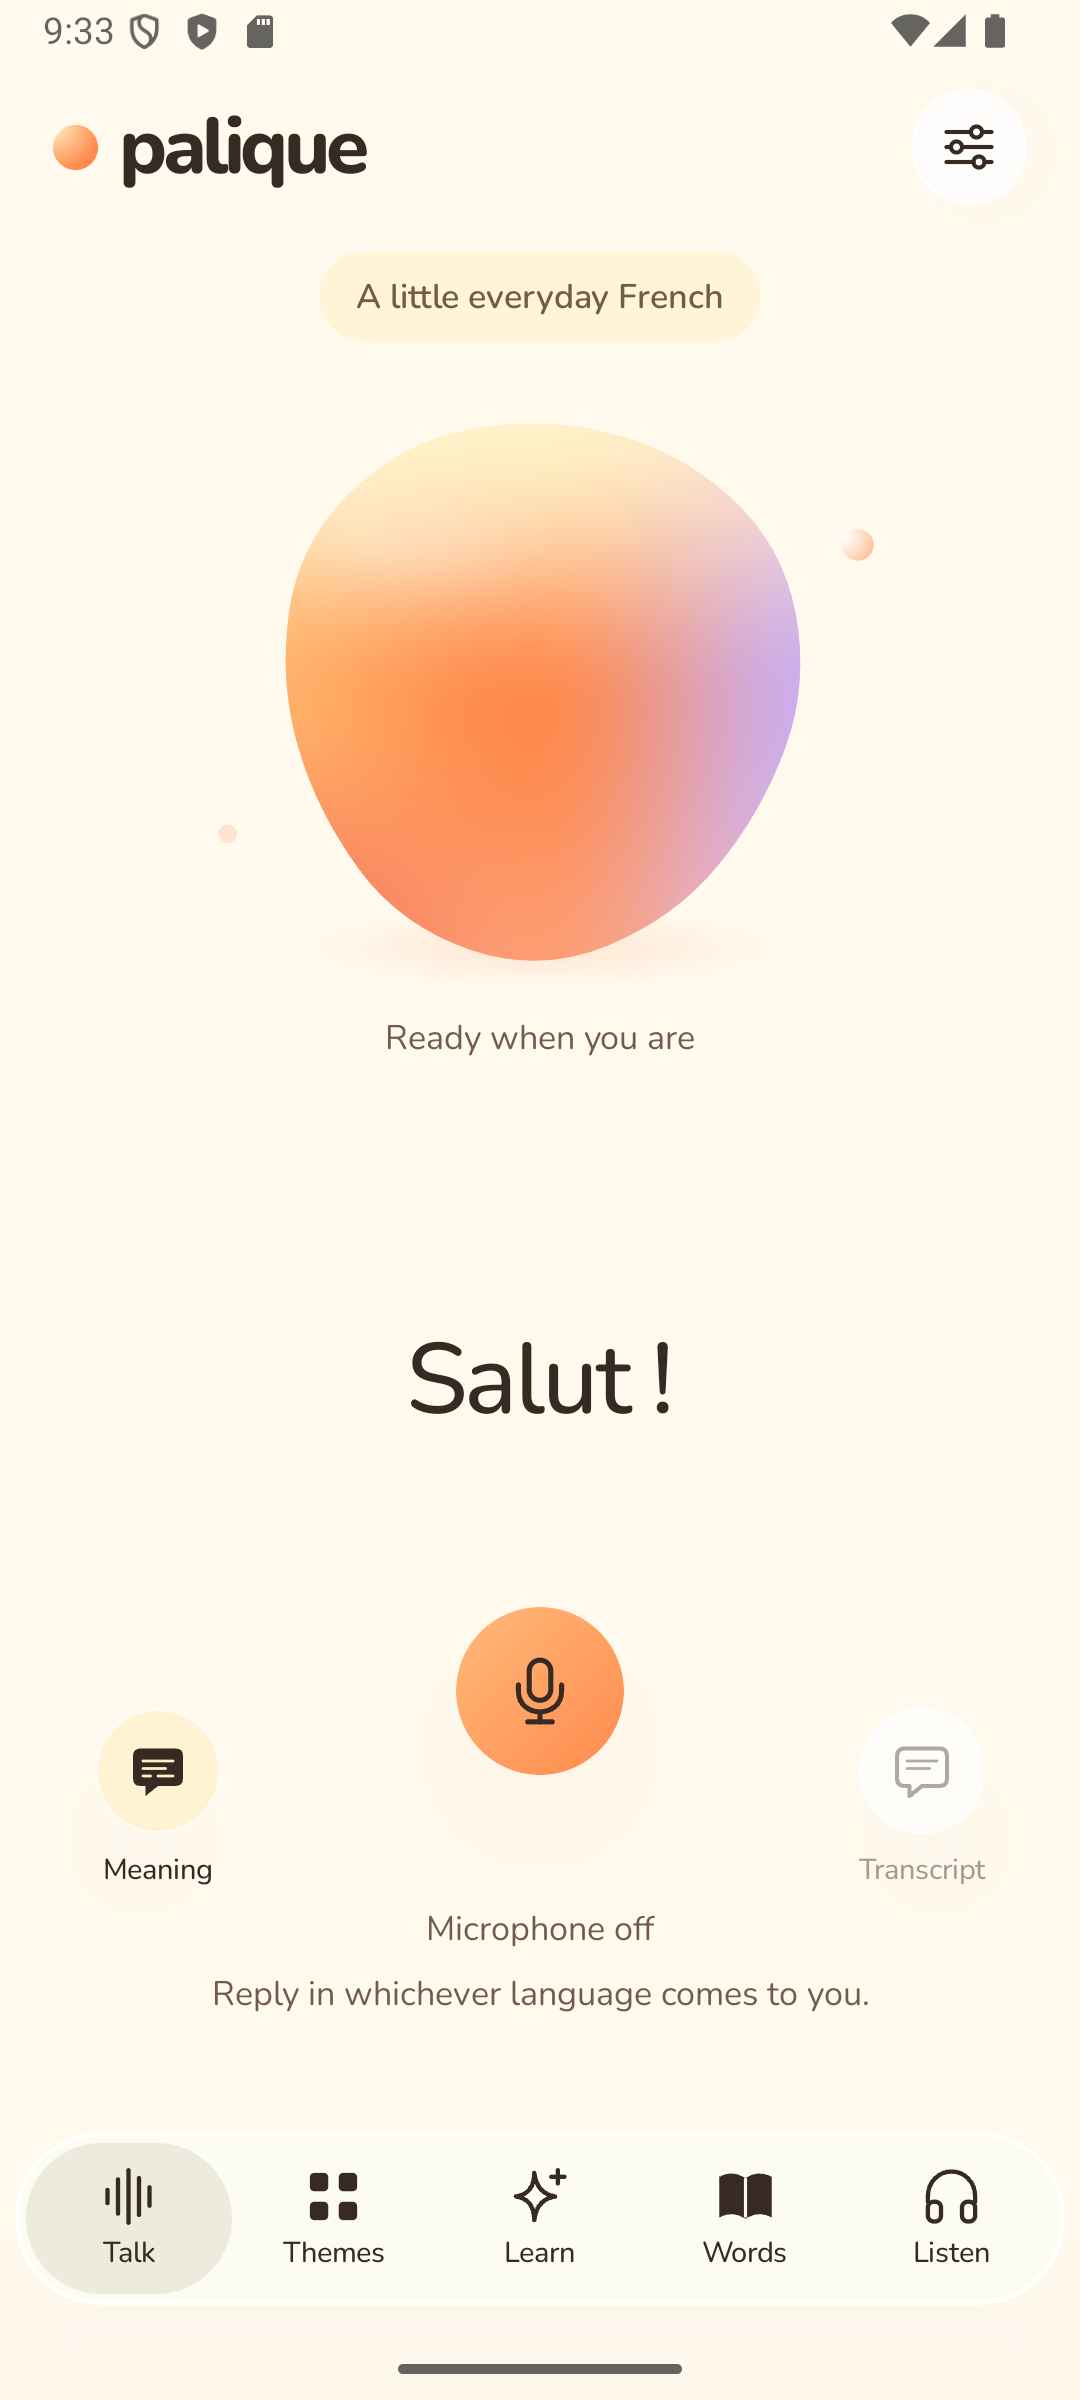 9:33
palique
A little everyday French
Ready when you are
Salut !
Meaning
Transcript
Microphone off
Reply in whichever language comes to you.
Talk
Themes
Learn
Words
Listen